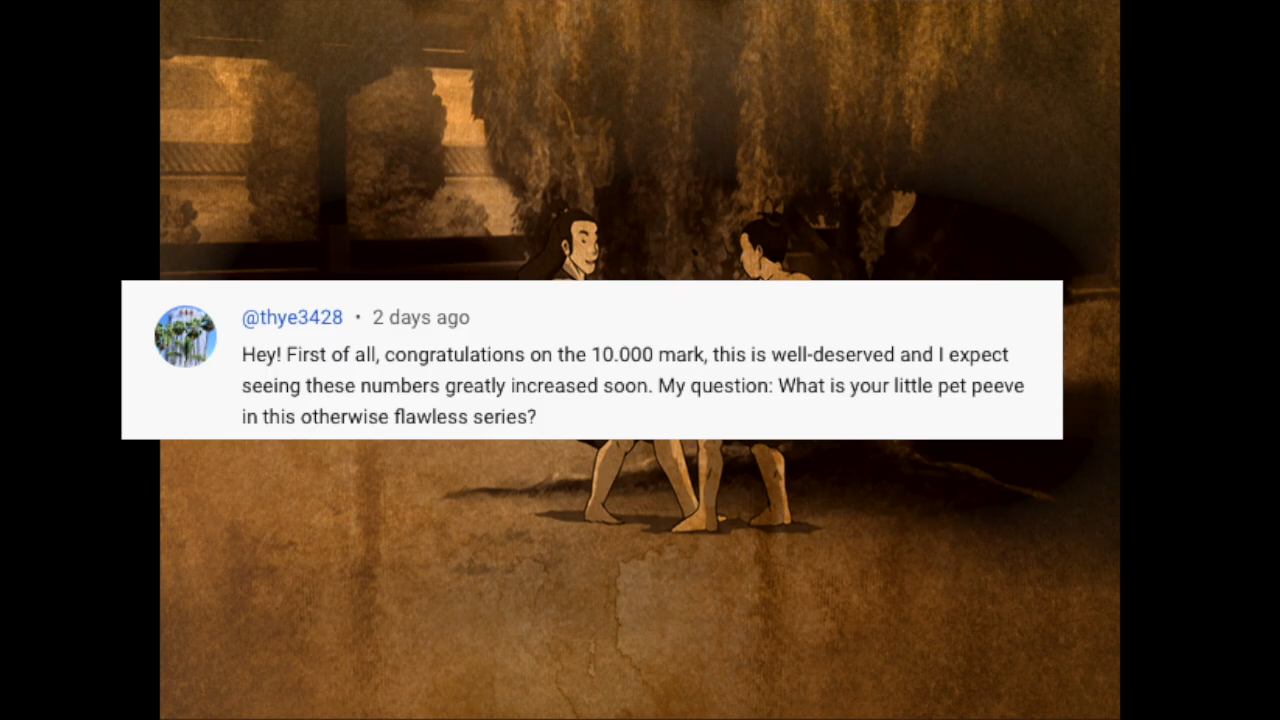 @thye3428 • 2 days ago
Hey! First of all, congratulations on the 10.000 mark, this is well-deserved and I expect
seeing these numbers greatly increased soon. My question: What is your little pet peeve
in this otherwise flawless series?